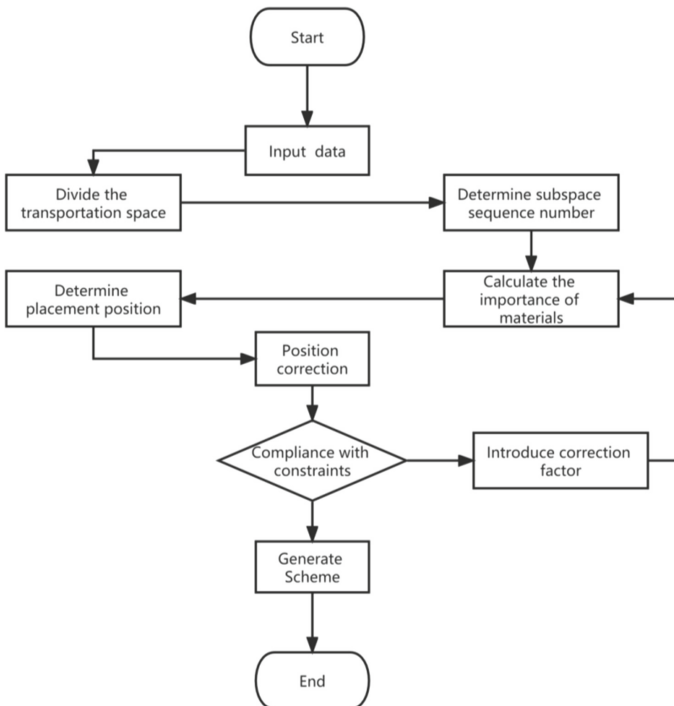 Start
Input data
Divide the
transportation space
Determine subspace
sequence number
Calculate the
importance of
materials
Determine
placement position
Position
correction
Compliance with
constraints
Introduce correction
factor
Generate
Scheme
End